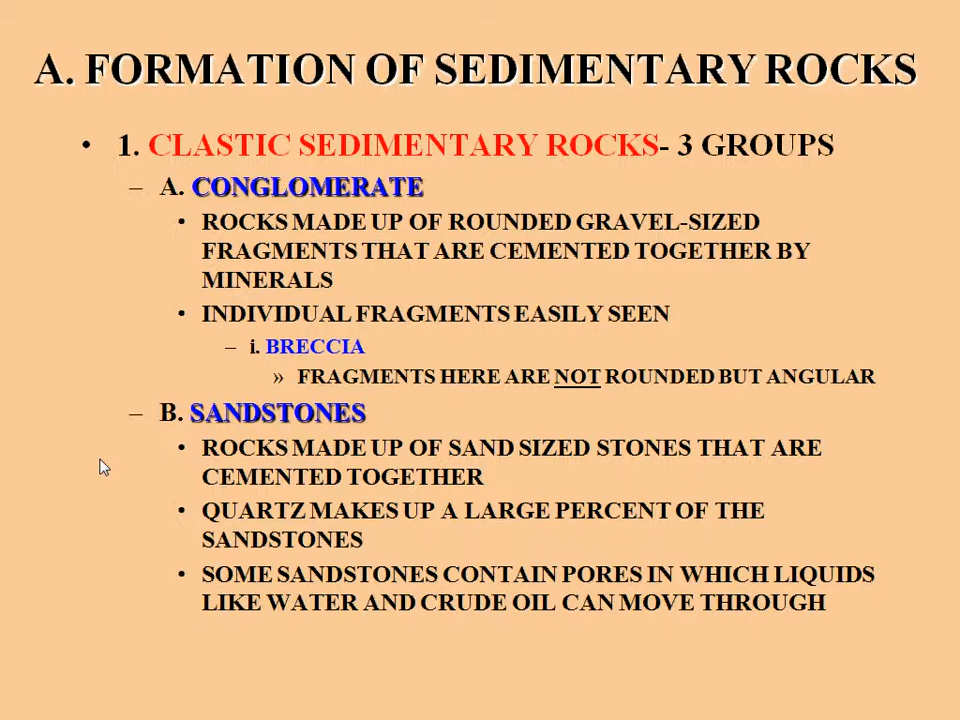 A. FORMATION OF SEDIMENTARY ROCKS
• 1. CLASTIC SEDIMENTARY ROCKS- 3 GROUPS
– A. CONGLOMERATE
• ROCKS MADE UP OF ROUNDED GRAVEL-SIZED
FRAGMENTS THAT ARE CEMENTED TOGETHER BY
MINERALS
• INDIVIDUAL FRAGMENTS EASILY SEEN
– i. BRECCIA
» FRAGMENTS HERE ARE NOT ROUNDED BUT ANGULAR
– B. SANDSTONES
• ROCKS MADE UP OF SAND SIZED STONES THAT ARE
CEMENTED TOGETHER
• QUARTZ MAKES UP A LARGE PERCENT OF THE
SANDSTONES
• SOME SANDSTONES CONTAIN PORES IN WHICH LIQUIDS
LIKE WATER AND CRUDE OIL CAN MOVE THROUGH